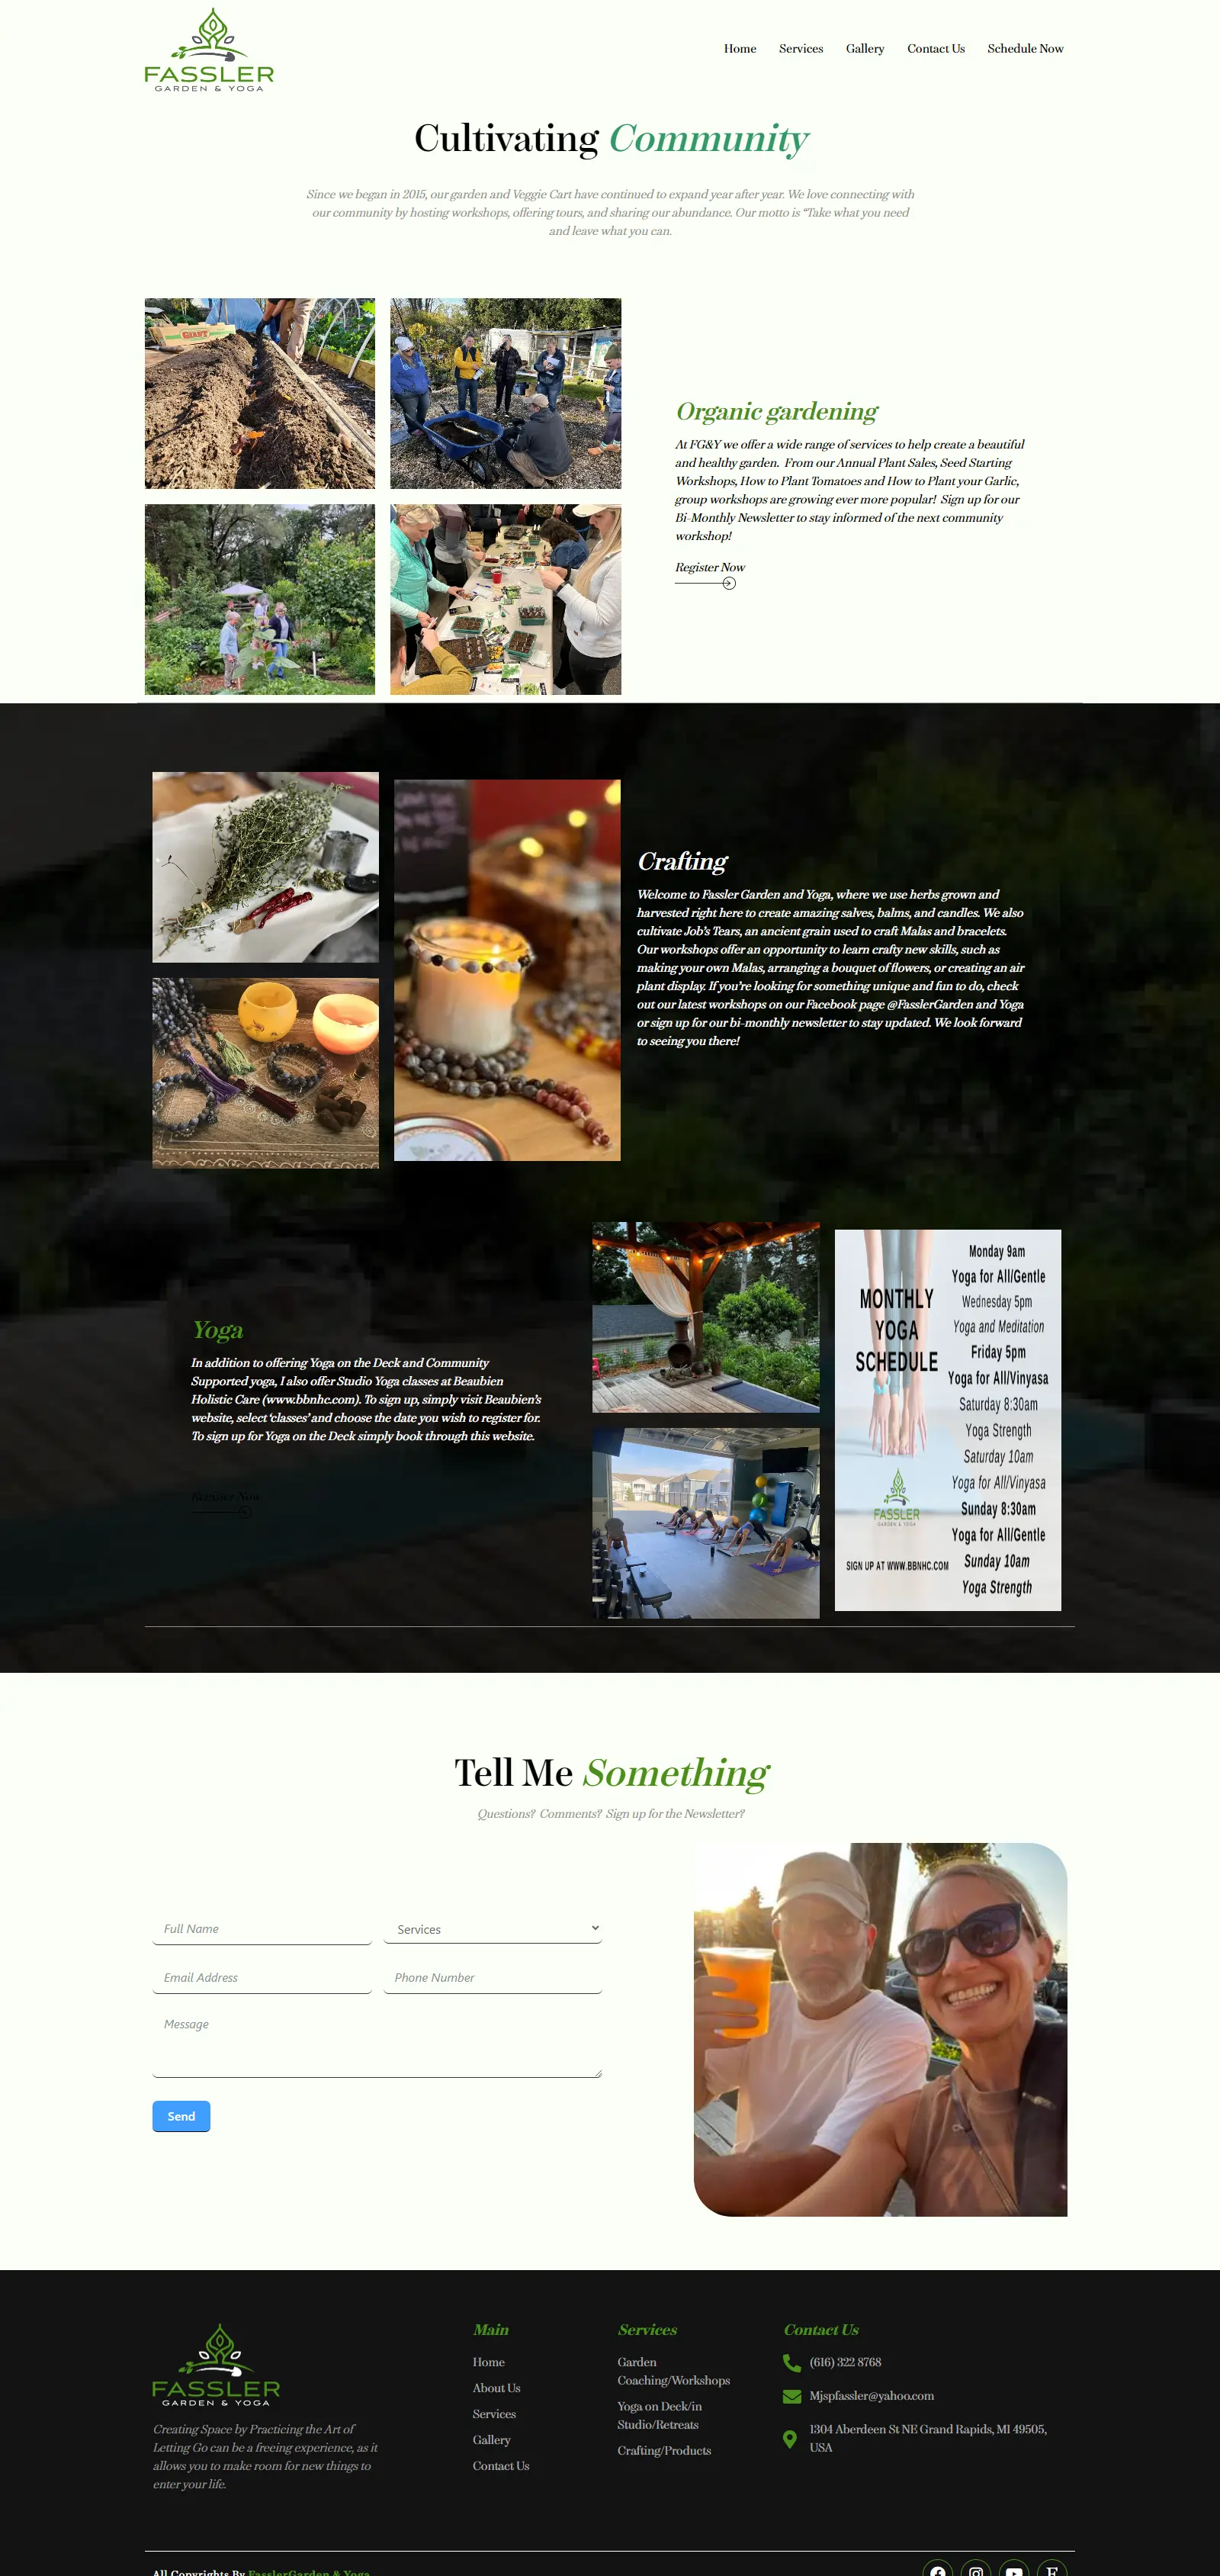 FASSLER
GARDEN & YOGA
Home
Services
Gallery
Contact Us
Schedule Now
Cultivating Community
Since we began in 2015, our garden and Veggie Cart have continued to expand year after year. We love connecting with
our community by hosting workshops, offering tours, and sharing our abundance. Our motto is “Take what you need
and leave what you can.
GIANT
Organic gardening
At FG&Y we offer a wide range of services to help create a beautiful
and healthy garden. From our Annual Plant Sales, Seed Starting
Workshops, How to Plant Tomatoes and How to Plant your Garlic,
group workshops are growing ever more popular! Sign up for our
Bi-Monthly Newsletter to stay informed of the next community
workshop!
Register Now
Crafting
Welcome to Fassler Garden and Yoga, where we use herbs grown and
harvested right here to create amazing salves, balms, and candles. We also
cultivate Job’s Tears, an ancient grain used to craft Malas and bracelets.
Our workshops offer an opportunity to learn crafty new skills, such as
making your own Malas, arranging a bouquet of flowers, or creating an air
plant display. If you’re looking for something unique and fun to do, check
out our latest workshops on our Facebook page @FasslerGarden and Yoga
or sign up for our bi-monthly newsletter to stay updated. We look forward
to seeing you there!
Yoga
In addition to offering Yoga on the Deck and Community
Supported yoga, I also offer Studio Yoga classes at Beaubien
Holistic Care (www.bbnhc.com). To sign up, simply visit Beaubien’s
website, select ‘classes’ and choose the date you wish to register for.
To sign up for Yoga on the Deck simply book through this website.
Register Now
MONTHLY
YOGA
SCHEDULE
FASSLER
GARDEN & YOGA
SIGN UP AT WWW.BBNHC.COM
Monday 9am
Yoga for All/Gentle
Wednesday 5pm
Yoga and Meditation
Friday 5pm
Yoga for All/Vinyasa
Saturday 8:30am
Yoga Strength
Saturday 10am
Yoga for All/Vinyasa
Sunday 8:30am
Yoga for All/Gentle
Sunday 10am
Yoga Strength
Tell Me Something
Questions? Comments? Sign up for the Newsletter?
Full Name
Services
Email Address
Phone Number
Message
Send
FASSLER
GARDEN & YOGA
Creating Space by Practicing the Art of
Letting Go can be a freeing experience, as it
allows you to make room for new things to
enter your life.
Main
Home
About Us
Services
Gallery
Contact Us
Services
Garden
Coaching/Workshops
Yoga on Deck/in
Studio/Retreats
Crafting/Products
Contact Us
(616) 322 8768
Mjspfassler@yahoo.com
1304 Aberdeen St NE Grand Rapids, MI 49505,
USA
All Copyrights By FasslerGarden & Yoga